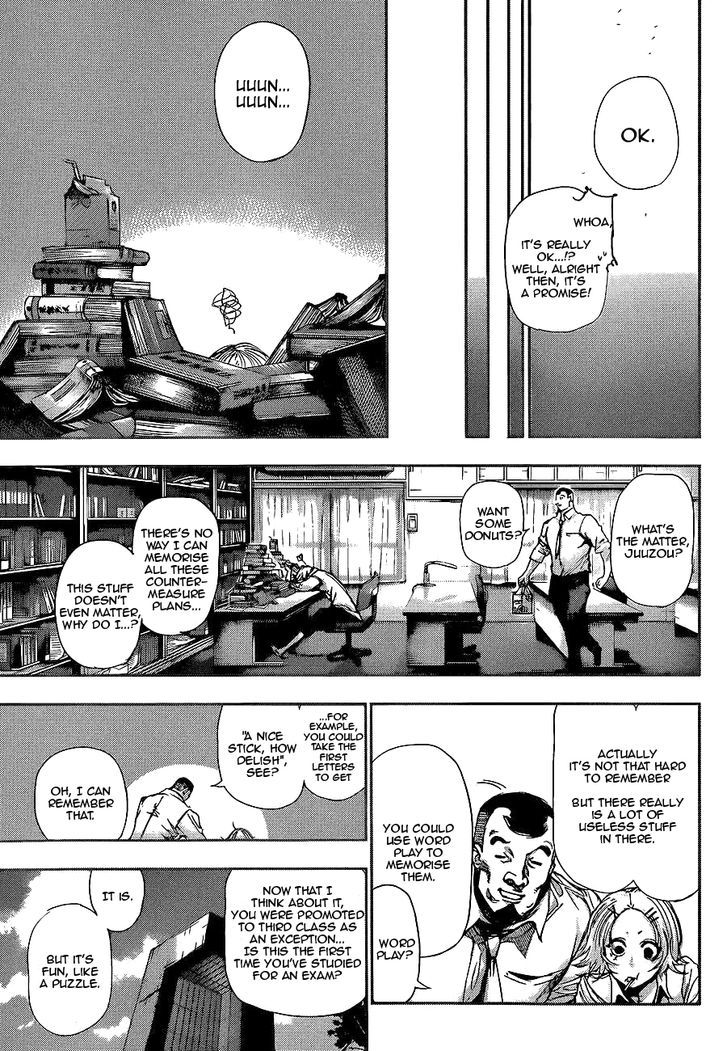 OK.
WHOA,
IT'S REALLY
OK...!?
WELL, ALRIGHT
THEN, IT'S
A PROMISE!
UUUN...
UUUN...
WHAT'S
THE MATTER,
JUUZOU?
WANT
SOME
DONUTS?
THERE'S NO
WAY I CAN
MEMORISE
ALL THESE
COUNTER-
MEASURE
PLANS...
THIS STUFF
DOESN'T
EVEN MATTER,
WHY DO I...?
ACTUALLY
IT'S NOT THAT HARD
TO REMEMBER
BUT THERE REALLY
IS A LOT OF
USELESS STUFF
IN THERE.
YOU COULD
USE WORD
PLAY TO
MEMORISE
THEM.
WORD
PLAY?
...FOR
EXAMPLE,
YOU COULD
TAKE THE
FIRST
LETTERS
TO GET
"A NICE
STICK, HOW
DELISH",
SEE?
OH, I CAN
REMEMBER
THAT.
NOW THAT I
THINK ABOUT IT,
YOU WERE PROMOTED
TO THIRD CLASS AS
AN EXCEPTION...
IS THIS THE FIRST
TIME YOU'VE STUDIED
FOR AN EXAM?
IT IS.
BUT IT'S
FUN, LIKE
A PUZZLE.